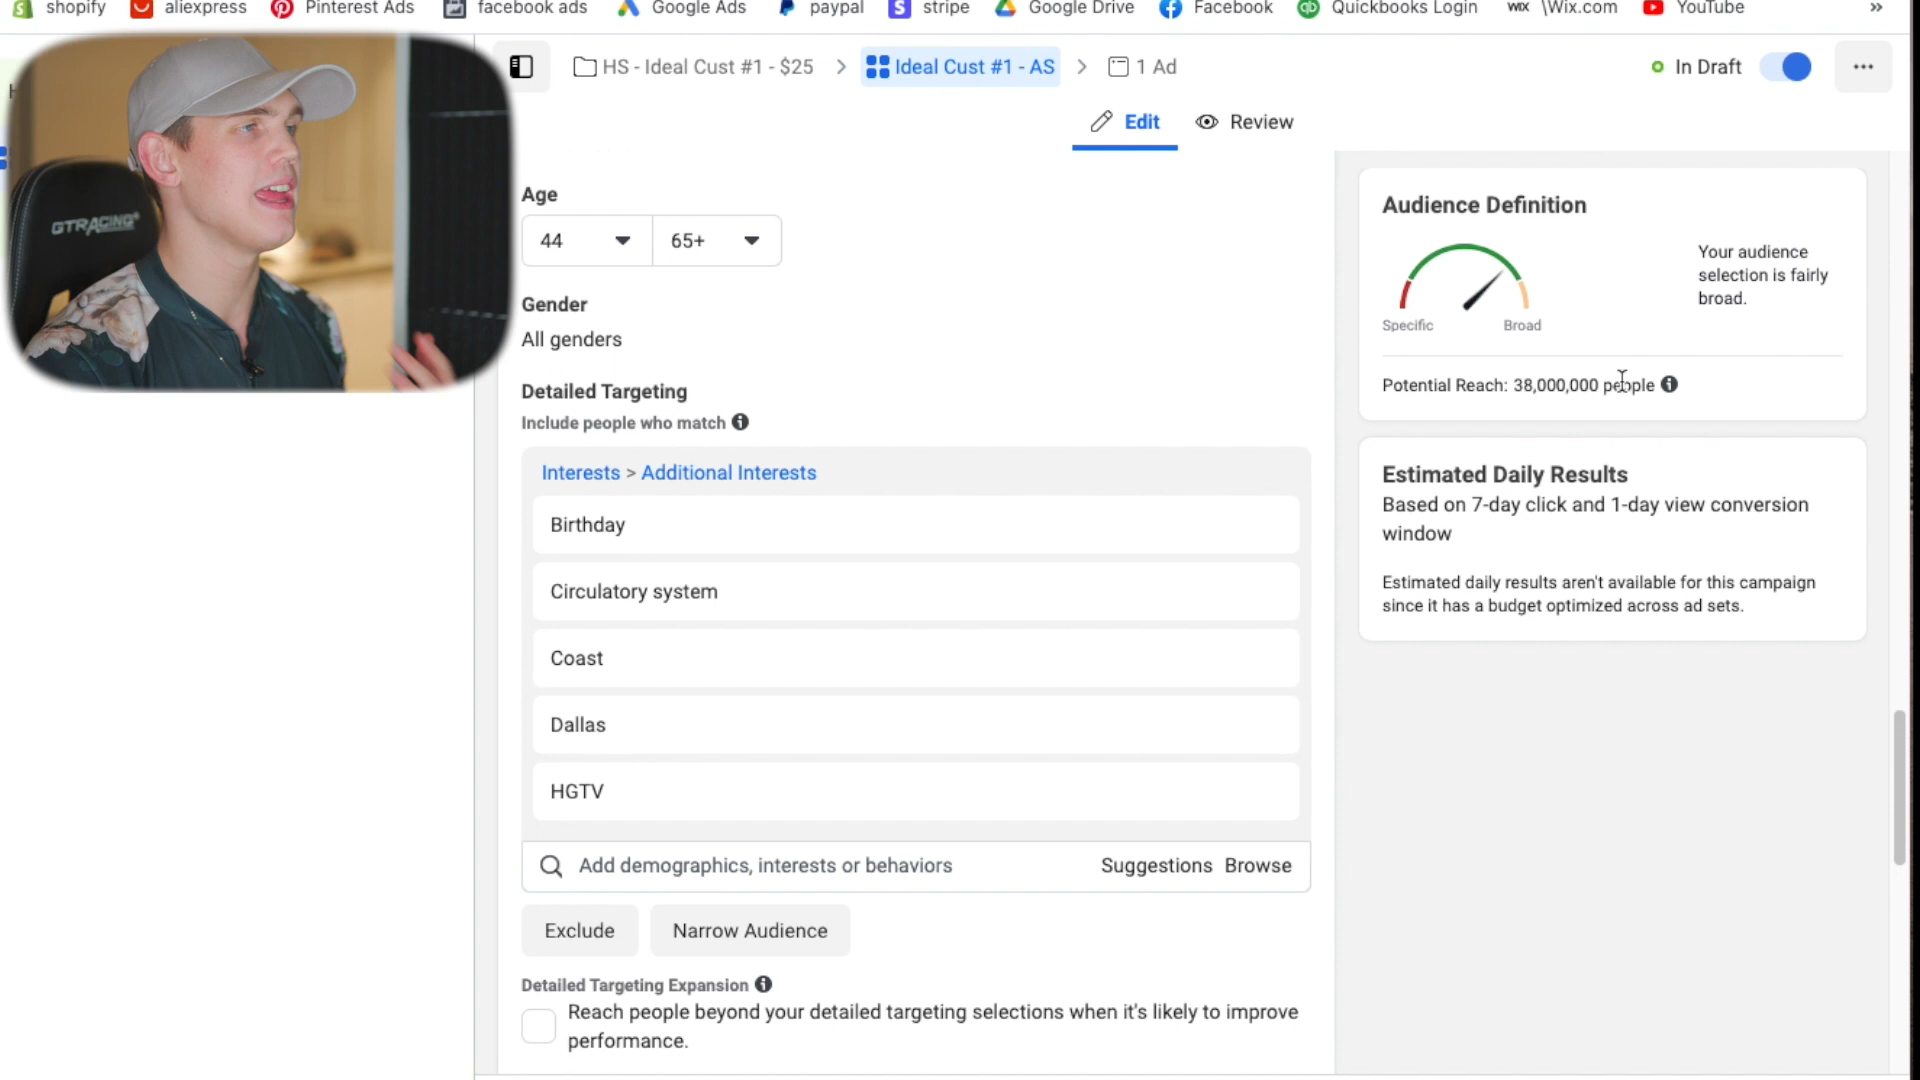 shopify aliexpress Pinterest Ads facebook ads Google Ads paypal stripe Google Drive Facebook Quickbooks Login WIX \Wix.com YouTube »
HS - Ideal Cust #1 - $25 > Ideal Cust #1 - AS > 1 Ad
In Draft
Edit Review
GTRACING
Age
44 65+
Gender
All genders
Detailed Targeting
Include people who match
Interests > Additional Interests
Birthday
Circulatory system
Coast
Dallas
HGTV
Add demographics, interests or behaviors Suggestions Browse
Exclude Narrow Audience
Detailed Targeting Expansion
Reach people beyond your detailed targeting selections when it's likely to improve
performance.
Audience Definition
Your audience
selection is fairly
broad.
Specific Broad
Potential Reach: 38,000,000 people
Estimated Daily Results
Based on 7-day click and 1-day view conversion
window
Estimated daily results aren't available for this campaign
since it has a budget optimized across ad sets.